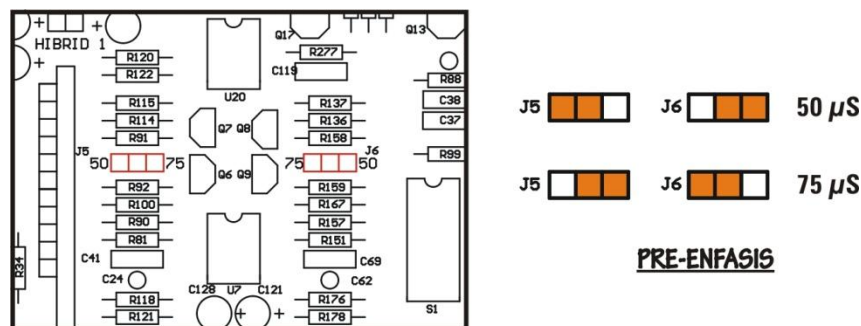 Q17
Q13
HIBRID 1
R120
R122
U20
R277
C119
R88
R115
R114
R91
Q7
Q8
R137
R136
R158
C38
C37
J5
J6
50
75
75
50
R99
Q6
Q9
R92
R100
R90
R81
R159
R167
R157
R151
R34
C41
C69
C24
C62
C128
U7
C121
R118
R121
R176
R178
S1
J5
J6
50 µS
J5
J6
75 µS
PRE-ENFASIS